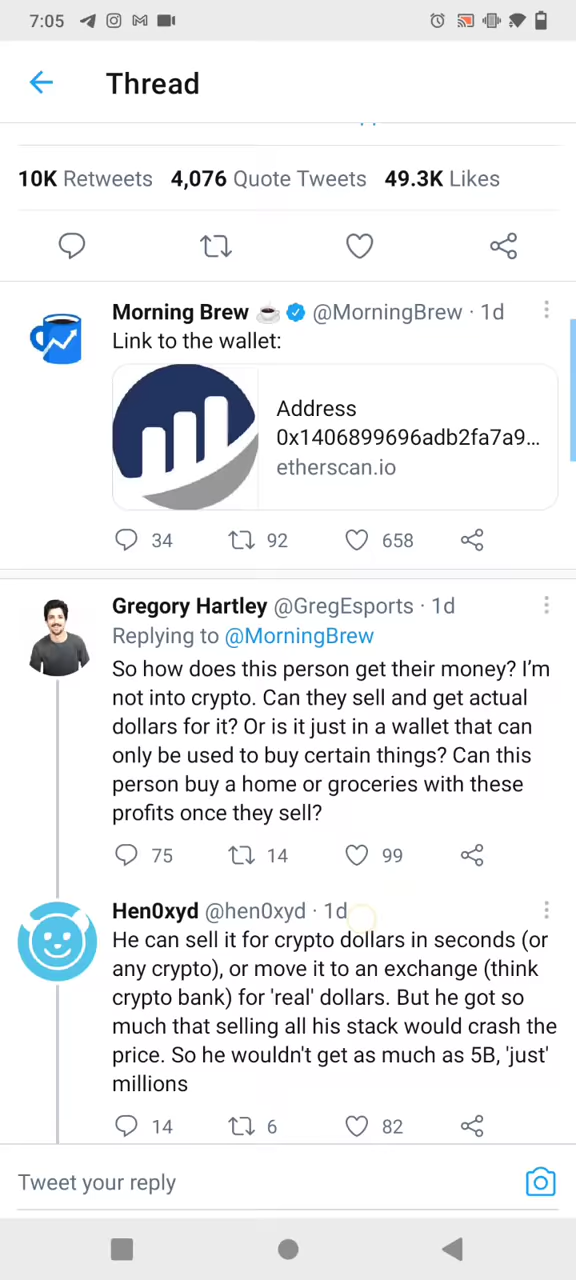 7:05
Thread
10K Retweets 4,076 Quote Tweets 49.3K Likes
Morning Brew ☕ @MorningBrew · 1d
Link to the wallet:
Address
0x1406899696adb2fa7a9...
etherscan.io
34 92 658
Gregory Hartley @GregEsports · 1d
Replying to @MorningBrew
So how does this person get their money? I'm
not into crypto. Can they sell and get actual
dollars for it? Or is it just in a wallet that can
only be used to buy certain things? Can this
person buy a home or groceries with these
profits once they sell?
75 14 99
Hen0xyd @hen0xyd · 1d
He can sell it for crypto dollars in seconds (or
any crypto), or move it to an exchange (think
crypto bank) for 'real' dollars. But he got so
much that selling all his stack would crash the
price. So he wouldn't get as much as 5B, 'just'
millions
14 6 82
Tweet your reply